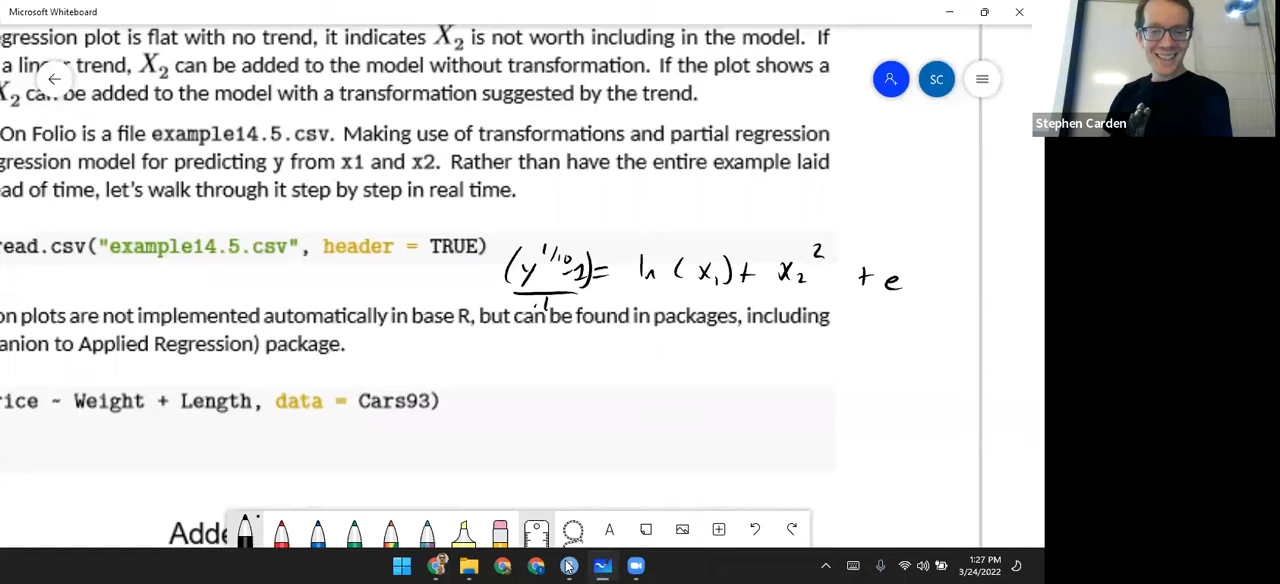 Microsoft Whiteboard
gression plot is flat with no trend, it indicates X2 is not worth including in the model. If
a linear trend, X2 can be added to the model without transformation. If the plot shows a
X2 can be added to the model with a transformation suggested by the trend.
On Folio is a file example14.5.csv. Making use of transformations and partial regression
gression model for predicting y from x1 and x2. Rather than have the entire example laid
ead of time, let's walk through it step by step in real time.
read.csv("example14.5.csv", header = TRUE)
(y^1/10 - 1)/.1 = ln(x1) + x2^2 + e
on plots are not implemented automatically in base R, but can be found in packages, including
anion to Applied Regression) package.
rice ~ Weight + Length, data = Cars93)
Adde
SC
Stephen Carden
A
1:27 PM
3/24/2022